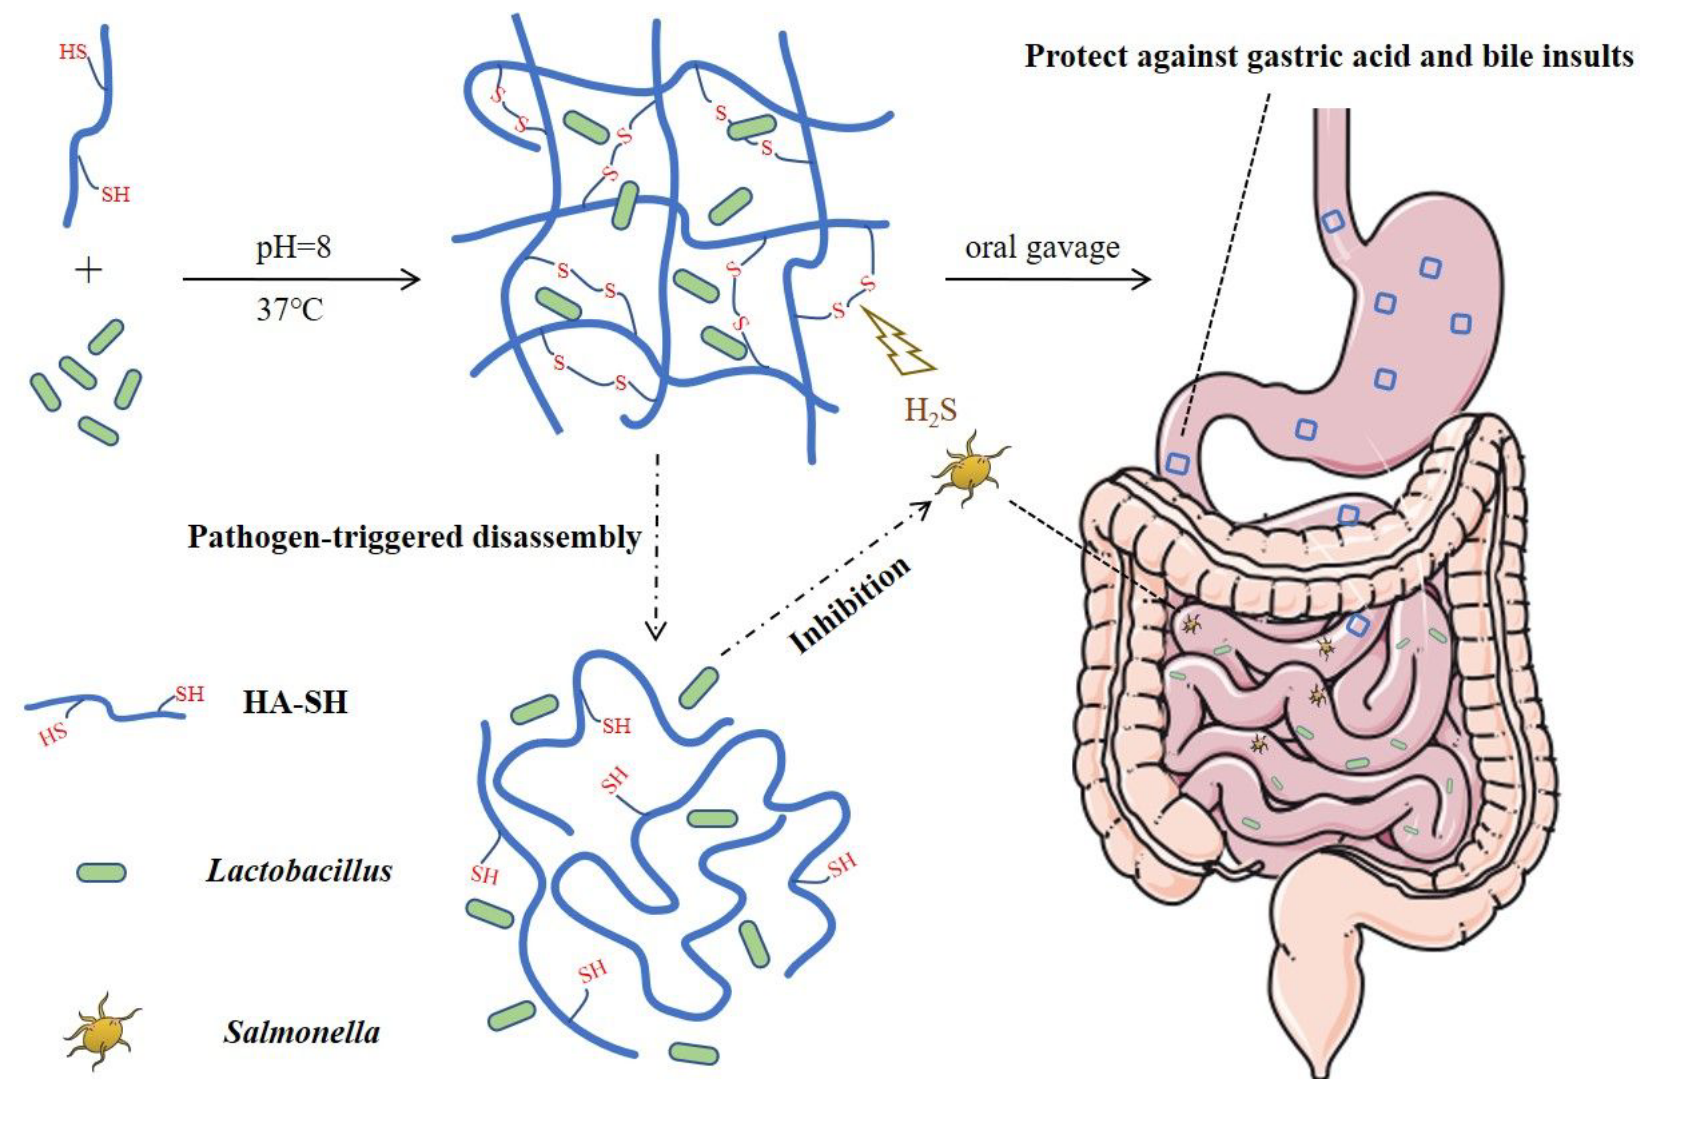 HS
SH
+
pH=8
37℃
S
S
S
S
S
S
S
S
S
S
S
S
S
S
oral gavage
Protect against gastric acid and bile insults
H₂S
Pathogen-triggered disassembly
Inhibition
HS
SH
HA-SH
Lactobacillus
Salmonella
SH
SH
SH
SH
SH